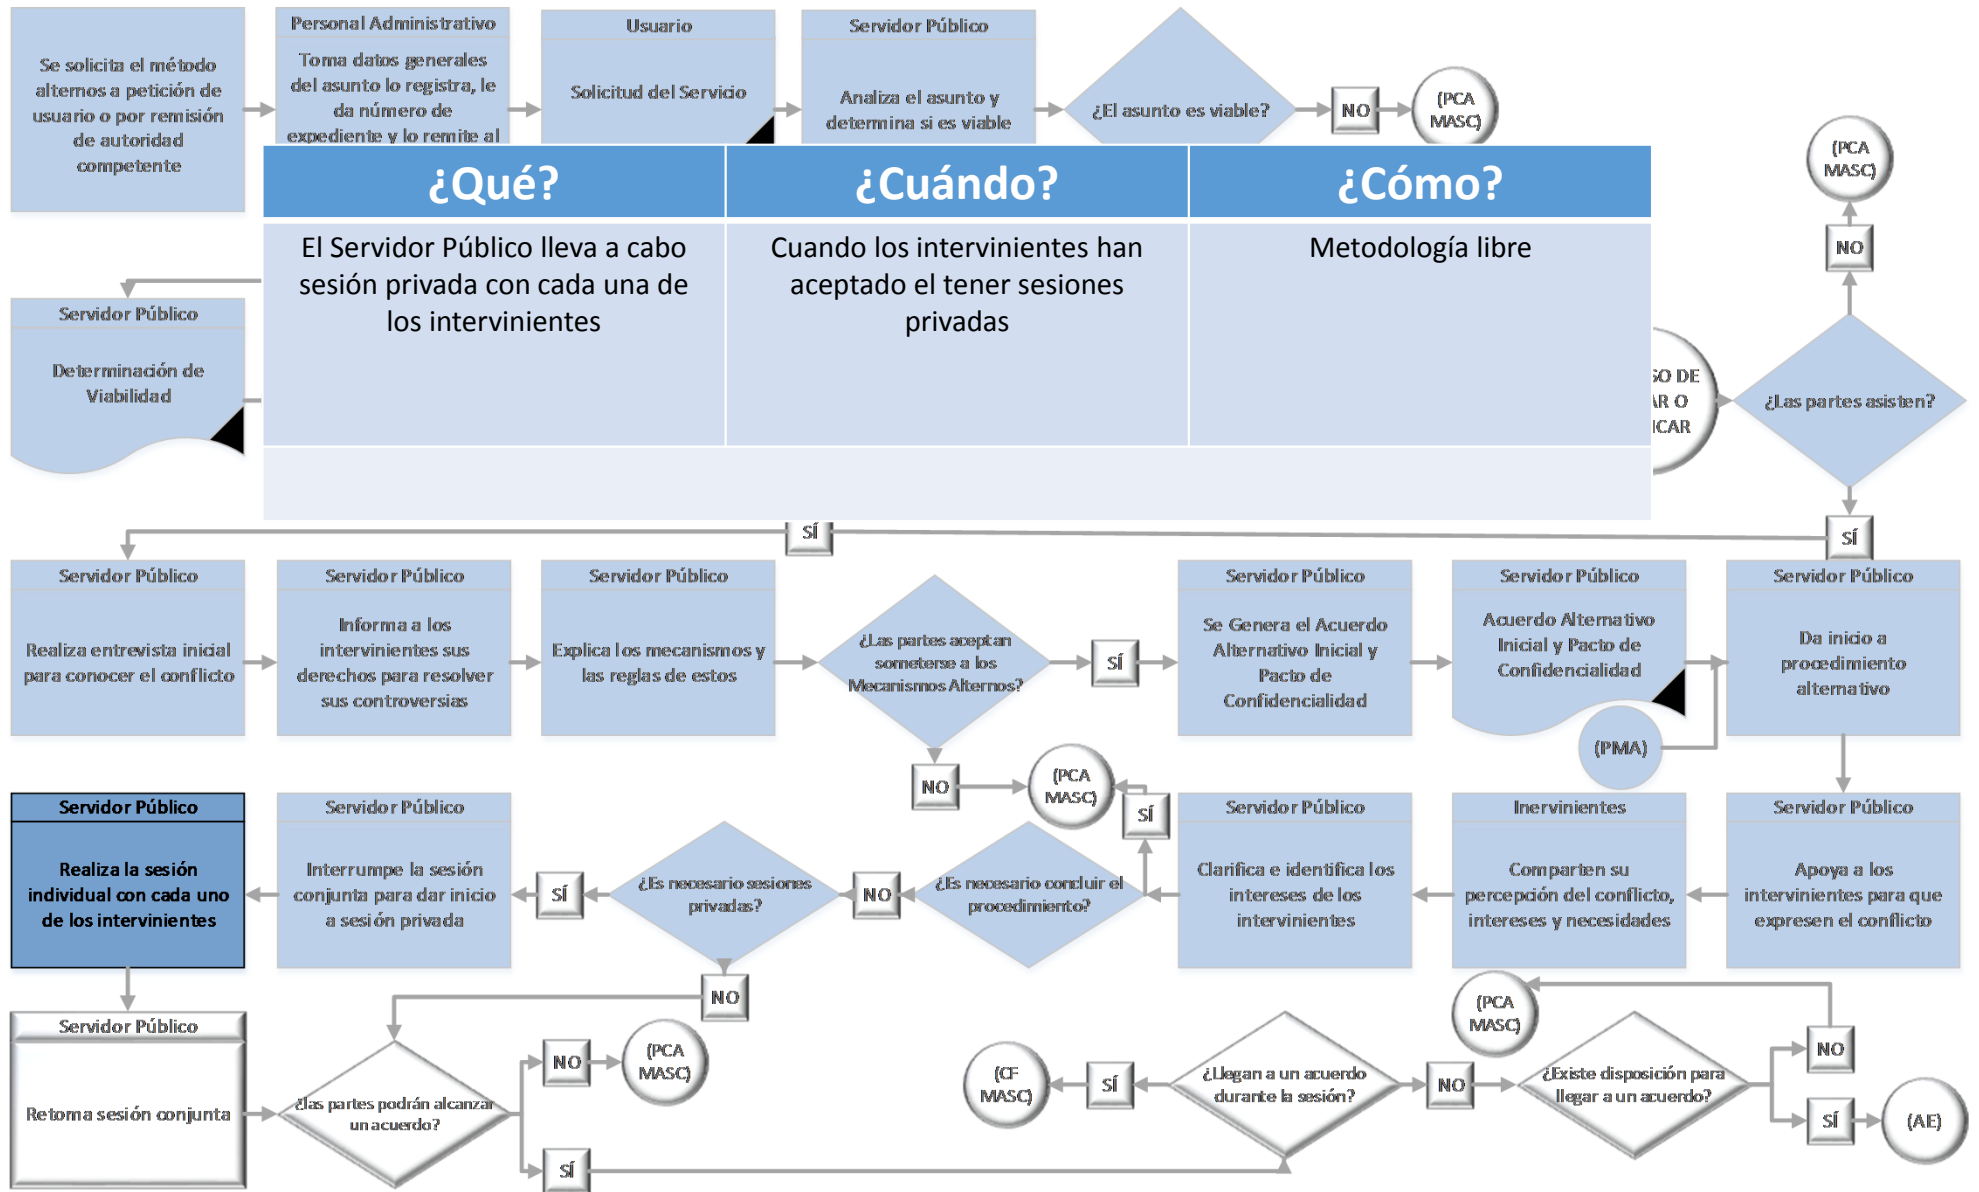 Se solicita el método
alternos a petición de
usuario o por remisión
de autoridad
competente
Personal Administrativo
Toma datos generales
del asunto lo registra, le
da número de
expediente y lo remite al
Usuario
Solicitud del Servicio
Servidor Público
Analiza el asunto y
determina si es viable
¿El asunto es viable?
NO
(PCA
MASC)
(PCA
MASC)
NO
¿Qué?
¿Cuándo?
¿Cómo?
El Servidor Público lleva a cabo
sesión privada con cada una de
los intervinientes
Cuando los intervinientes han
aceptado el tener sesiones
privadas
Metodología libre
Servidor Público
Determinación de
Viabilidad
DE
O
¿Las partes asisten?
SÍ
SÍ
Servidor Público
Realiza entrevista inicial
para conocer el conflicto
Servidor Público
Informa a los
intervinientes sus
derechos para resolver
sus controversias
Servidor Público
Explica los mecanismos y
las reglas de estos
¿Las partes aceptan
someterse a los
Mecanismos Alternos?
SÍ
NO
(PCA
MASC)
Servidor Público
Se Genera el Acuerdo
Alternativo Inicial y
Pacto de
Confidencialidad
Servidor Público
Acuerdo Alternativo
Inicial y Pacto de
Confidencialidad
(PMA)
Servidor Público
Da inicio a
procedimiento
alternativo
Servidor Público
Apoya a los
intervinientes para que
expresen el conflicto
Inervinientes
Comparten su
percepción del conflicto,
intereses y necesidades
Servidor Público
Clarifica e identifica los
intereses de los
intervinientes
SÍ
¿Es necesario concluir el
procedimiento?
NO
¿Es necesario sesiones
privadas?
SÍ
NO
Servidor Público
Interrumpe la sesión
conjunta para dar inicio
a sesión privada
Servidor Público
Realiza la sesión
individual con cada uno
de los intervinientes
Servidor Público
Retoma sesión conjunta
¿las partes podrán alcanzar
un acuerdo?
NO
(PCA
MASC)
SÍ
(CF
MASC)
SÍ
¿Llegan a un acuerdo
durante la sesión?
NO
¿Existe disposición para
llegar a un acuerdo?
(PCA
MASC)
NO
SÍ
(AE)